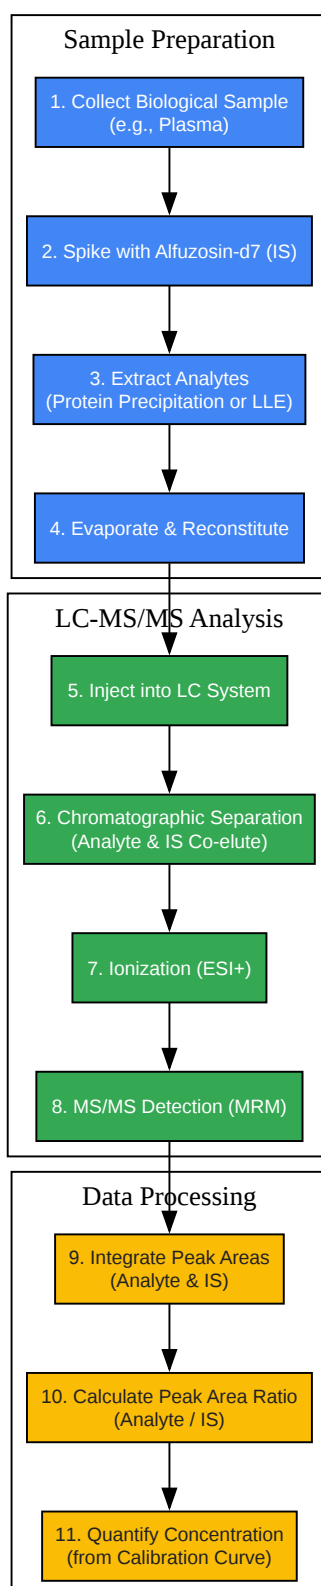 Sample Preparation
1. Collect Biological Sample
(e.g., Plasma)
2. Spike with Alfuzosin-d7 (IS)
3. Extract Analytes
(Protein Precipitation or LLE)
4. Evaporate & Reconstitute
LC-MS/MS Analysis
5. Inject into LC System
6. Chromatographic Separation
(Analyte & IS Co-elute)
7. Ionization (ESI+)
8. MS/MS Detection (MRM)
Data Processing
9. Integrate Peak Areas
(Analyte & IS)
10. Calculate Peak Area Ratio
(Analyte / IS)
11. Quantify Concentration
(from Calibration Curve)